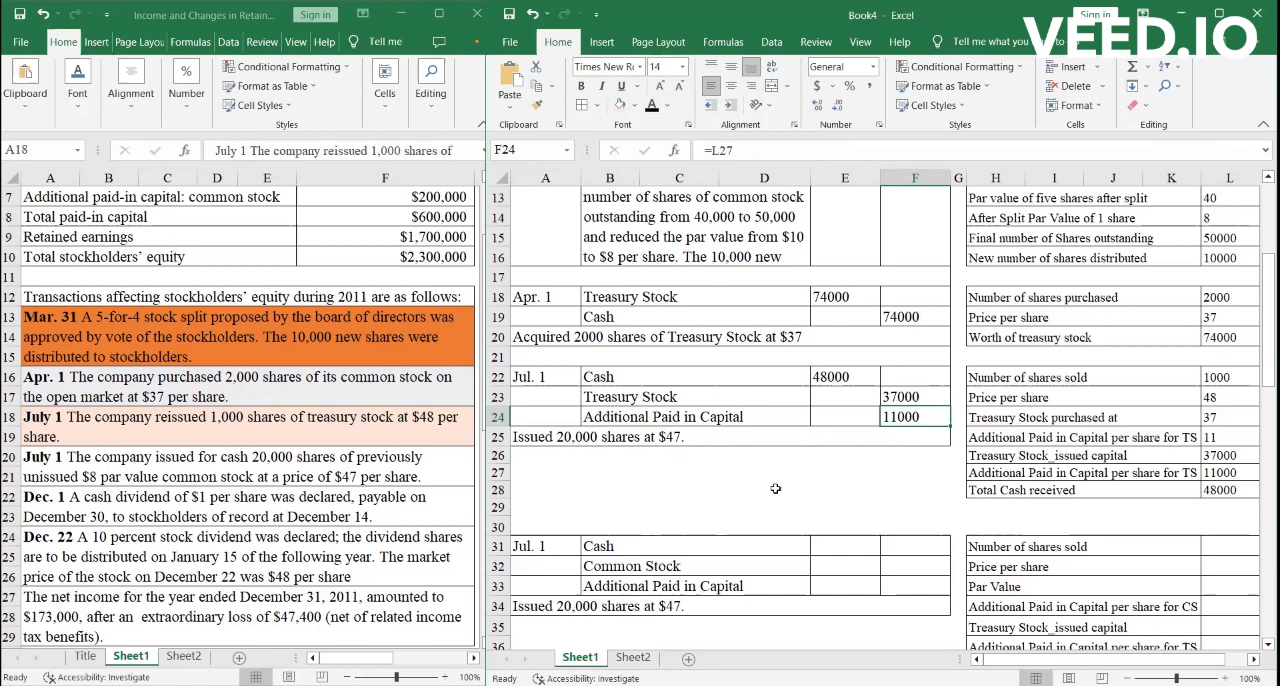 Income and Changes in Retain... Sign in
File Home Insert Page Layou Formulas Data Review View Help Tell me
Clipboard Font Alignment Number Conditional Formatting Format as Table Cell Styles Styles Cells Editing
A18 fx July 1 The company reissued 1,000 shares of
A B C D E F
7 Additional paid-in capital: common stock $200,000
8 Total paid-in capital $600,000
9 Retained earnings $1,700,000
10 Total stockholders' equity $2,300,000
11
12 Transactions affecting stockholders' equity during 2011 are as follows:
13 Mar. 31 A 5-for-4 stock split proposed by the board of directors was
14 approved by vote of the stockholders. The 10,000 new shares were
15 distributed to stockholders.
16 Apr. 1 The company purchased 2,000 shares of its common stock on
17 the open market at $37 per share.
18 July 1 The company reissued 1,000 shares of treasury stock at $48 per
19 share.
20 July 1 The company issued for cash 20,000 shares of previously
21 unissued $8 par value common stock at a price of $47 per share.
22 Dec. 1 A cash dividend of $1 per share was declared, payable on
23 December 30, to stockholders of record at December 14.
24 Dec. 22 A 10 percent stock dividend was declared; the dividend shares
25 are to be distributed on January 15 of the following year. The market
26 price of the stock on December 22 was $48 per share
27 The net income for the year ended December 31, 2011, amounted to
28 $173,000, after an extraordinary loss of $47,400 (net of related income
29 tax benefits).
Title Sheet1 Sheet2
Ready Accessibility: Investigate 100%
Book4 - Excel Sign in
VEED.IO
File Home Insert Page Layout Formulas Data Review View Help Tell me what you
Paste Times New Ro 14 ab General Conditional Formatting Insert
B I U A A $ % Format as Table Delete
A Cell Styles Format
Clipboard Font Alignment Number Styles Cells Editing
F24 fx =L27
A B C D E F G H I J K L
13 number of shares of common stock Par value of five shares after split 40
14 outstanding from 40,000 to 50,000 After Split Par Value of 1 share 8
15 and reduced the par value from $10 Final number of Shares outstanding 50000
16 to $8 per share. The 10,000 new New number of shares distributed 10000
17
18 Apr. 1 Treasury Stock 74000 Number of shares purchased 2000
19 Cash 74000 Price per share 37
20 Acquired 2000 shares of Treasury Stock at $37 Worth of treasury stock 74000
21
22 Jul. 1 Cash 48000 Number of shares sold 1000
23 Treasury Stock 37000 Price per share 48
24 Additional Paid in Capital 11000 Treasury Stock purchased at 37
25 Issued 20,000 shares at $47. Additional Paid in Capital per share for TS 11
26 Treasury Stock_issued capital 37000
27 Additional Paid in Capital per share for TS 11000
28 Total Cash received 48000
29
30
31 Jul. 1 Cash Number of shares sold
32 Common Stock Price per share
33 Additional Paid in Capital Par Value
34 Issued 20,000 shares at $47. Additional Paid in Capital per share for CS
35 Treasury Stock_issued capital
36 Additional Paid in Capital per share for TS
Sheet1 Sheet2
Ready Accessibility: Investigate 100%